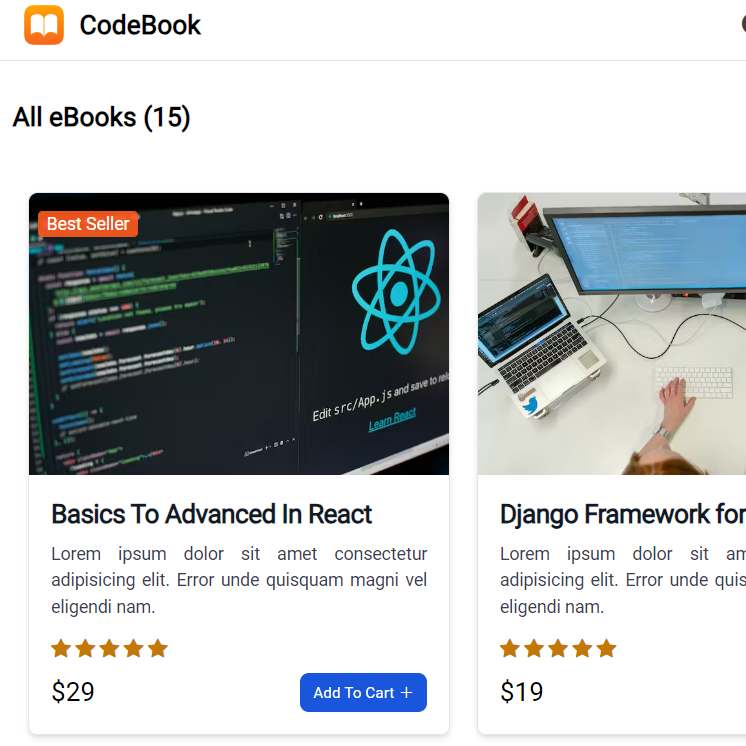 CodeBook
All eBooks (15)
Best Seller
Edit src/App.js and save to rel
Learn React
Basics To Advanced In React
Lorem ipsum dolor sit amet consectetur
adipisicing elit. Error unde quisquam magni vel
eligendi nam.
$29
Add To Cart +
Django Framework for
Lorem ipsum dolor sit am
adipisicing elit. Error unde quis
eligendi nam.
$19